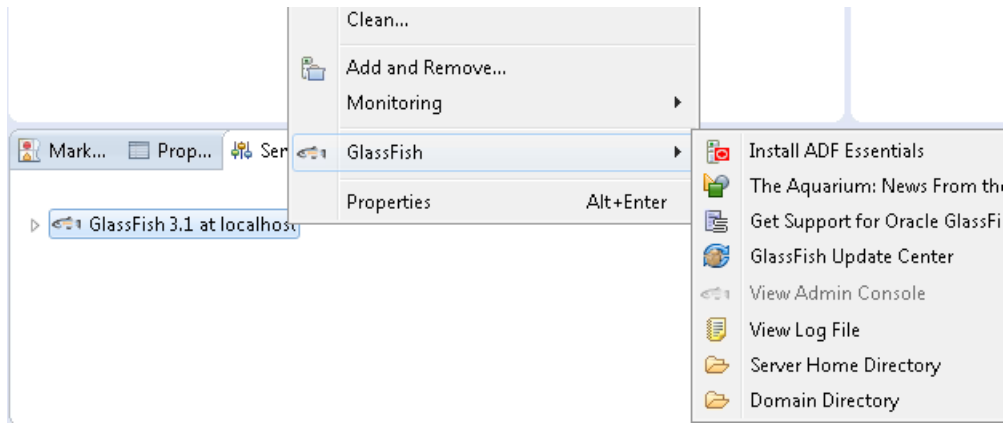 Clean...
Add and Remove...
Monitoring
Mark... Prop... Ser
GlassFish
Properties Alt+Enter
GlassFish 3.1 at localhost
Install ADF Essentials
The Aquarium: News From the
Get Support for Oracle GlassFi
GlassFish Update Center
View Admin Console
View Log File
Server Home Directory
Domain Directory